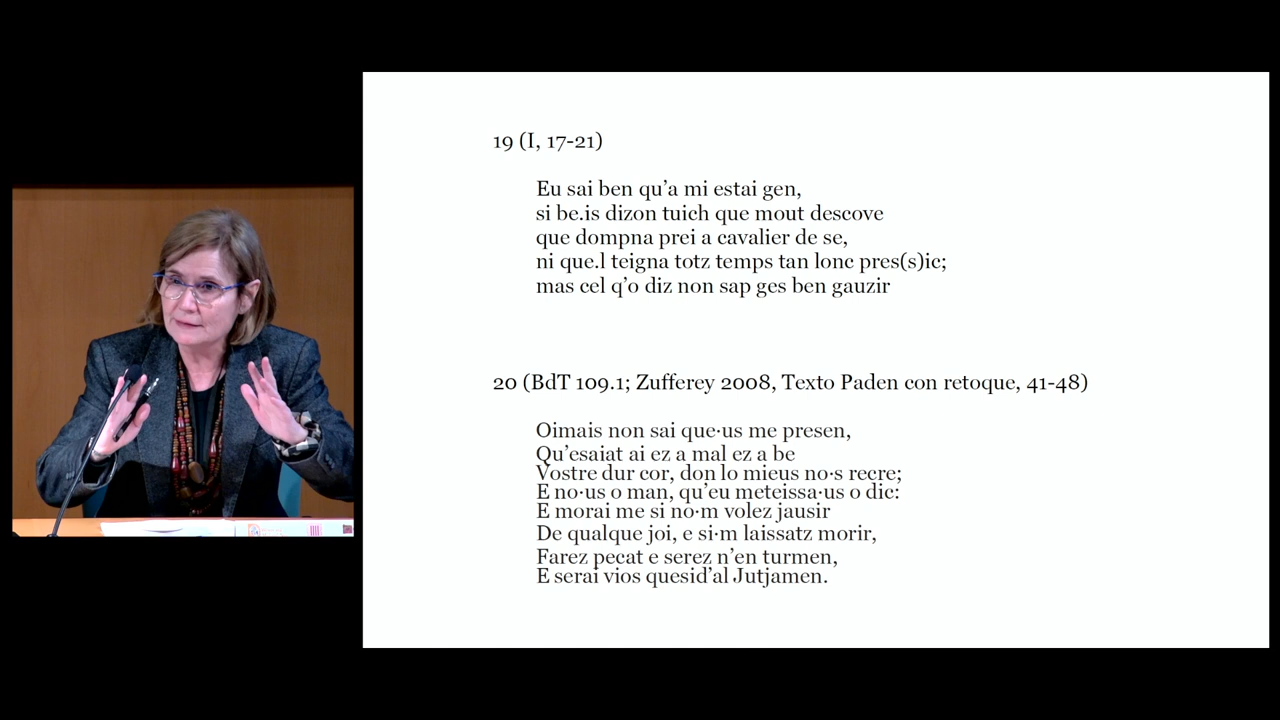 19 (I, 17-21)
Eu sai ben qu’a mi estai gen,
si be.is dizon tuich que mout descove
que dompna prei a cavalier de se,
ni que.l teigna totz temps tan lonc pres(s)ic;
mas cel q’o diz non sap ges ben gauzir
20 (BdT 109.1; Zufferey 2008, Texto Paden con retoque, 41-48)
Oimais non sai que·us me presen,
Qu’esaiat ai ez a mal ez a be
Vostre dur cor, don lo mieus no·s recre;
E no·us o man, qu’eu meteissa·us o dic:
E morai me si no·m volez jausir
De qualque joi, e si·m laissatz morir,
Farez pecat e serez n’en turmen,
E serai vios quesid’al Jutjamen.